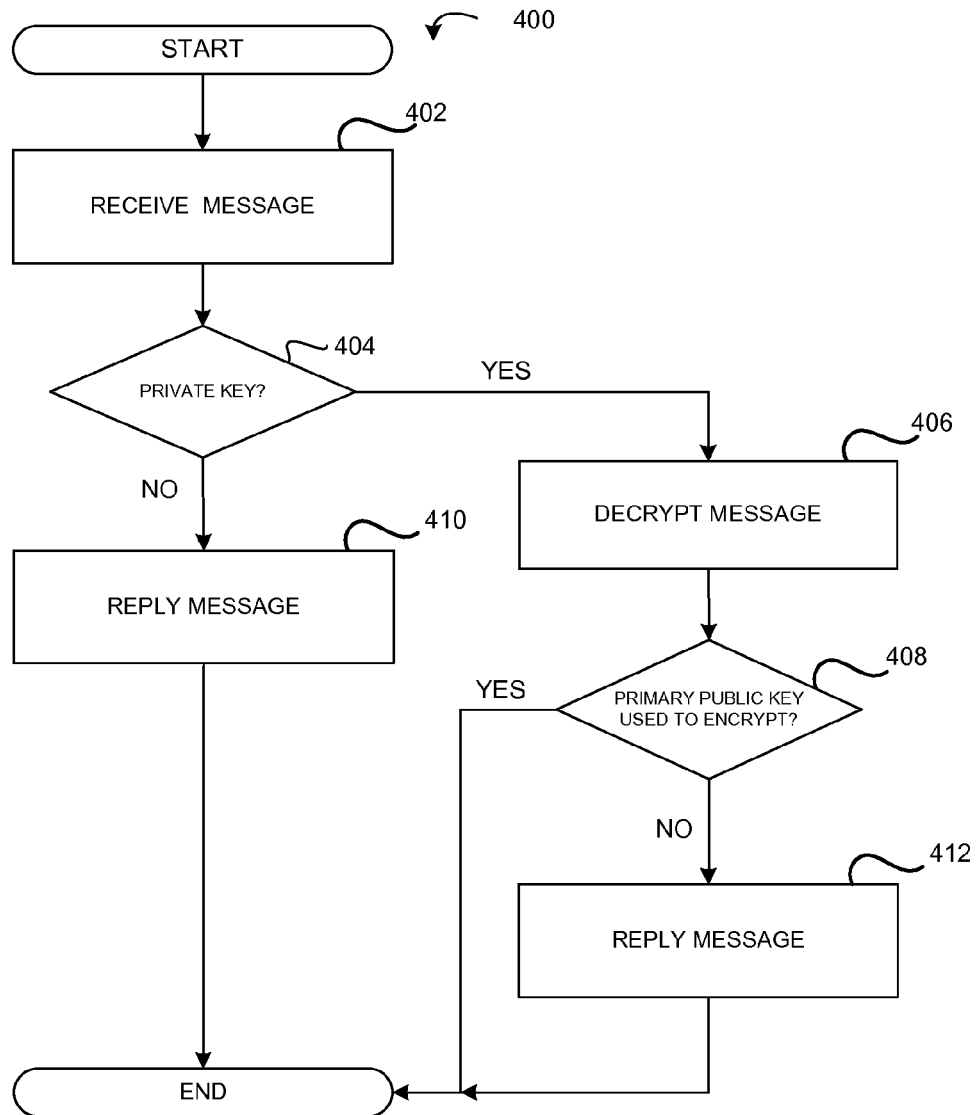 400
START
402
RECEIVE MESSAGE
404
PRIVATE KEY?
YES
406
NO
DECRYPT MESSAGE
410
REPLY MESSAGE
408
YES
PRIMARY PUBLIC KEY
USED TO ENCRYPT?
NO
412
REPLY MESSAGE
END